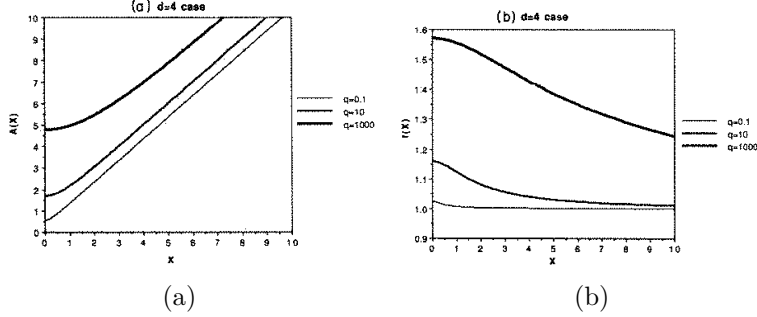 (a) d=4 case
10
9
8
7
6
5
4
3
2
1
0
A(X)
0 1 2 3 4 5 6 7 8 9 10
X
q=0.1
q=10
q=1000
(a)
(b) d=4 case
1.6
1.5
1.4
1.3
1.2
1.1
1.0
0.9
r(X)
0 1 2 3 4 5 6 7 8 9 10
X
q=0.1
q=10
q=1000
(b)